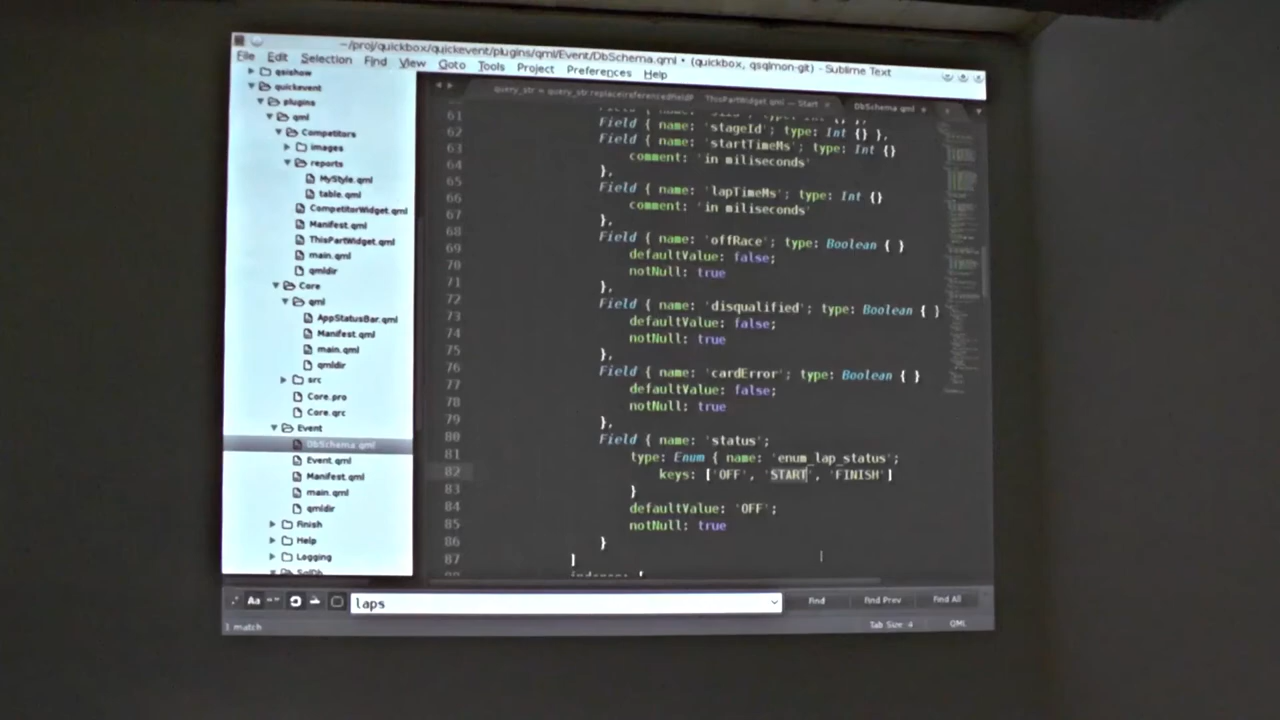 ~/proj/quickbox/quickevent/plugins/qml/Event/DbSchema.qml • (quickbox, qsqlmon-git) - Sublime Text
File Edit Selection Find View Goto Tools Project Preferences Help
qsishow
quickevent
plugins
qml
Competitors
images
reports
MyStyle.qml
table.qml
CompetitorWidget.qml
Manifest.qml
ThisPartWidget.qml
main.qml
qmldir
Core
qml
AppStatusBar.qml
Manifest.qml
main.qml
qmldir
src
Core.pro
Core.qrc
Event
DbSchema.qml
Event.qml
Manifest.qml
main.qml
qmldir
Finish
Help
Logging
SqlDb
ThisPartWidget.qml — Start
DbSchema.qml
61
62 Field { name: 'stageId'; type: Int {} },
63 Field { name: 'startTimeMs'; type: Int {}
64 comment: 'in miliseconds'
65 },
66 Field { name: 'lapTimeMs'; type: Int {}
67 comment: 'in miliseconds'
68 },
69 Field { name: 'offRace'; type: Boolean { }
70 defaultValue: false;
71 notNull: true
72 },
73 Field { name: 'disqualified'; type: Boolean { }
74 defaultValue: false;
75 notNull: true
76 },
77 Field { name: 'cardError'; type: Boolean { }
78 defaultValue: false;
79 notNull: true
80 },
81 Field { name: 'status';
82 type: Enum { name: 'enum_lap_status';
83 keys: ['OFF', 'START', 'FINISH']
84 }
85 defaultValue: 'OFF';
86 notNull: true
87 }
]
indexes: [
laps
Find Find Prev Find All
1 match
Tab Size: 4 QML